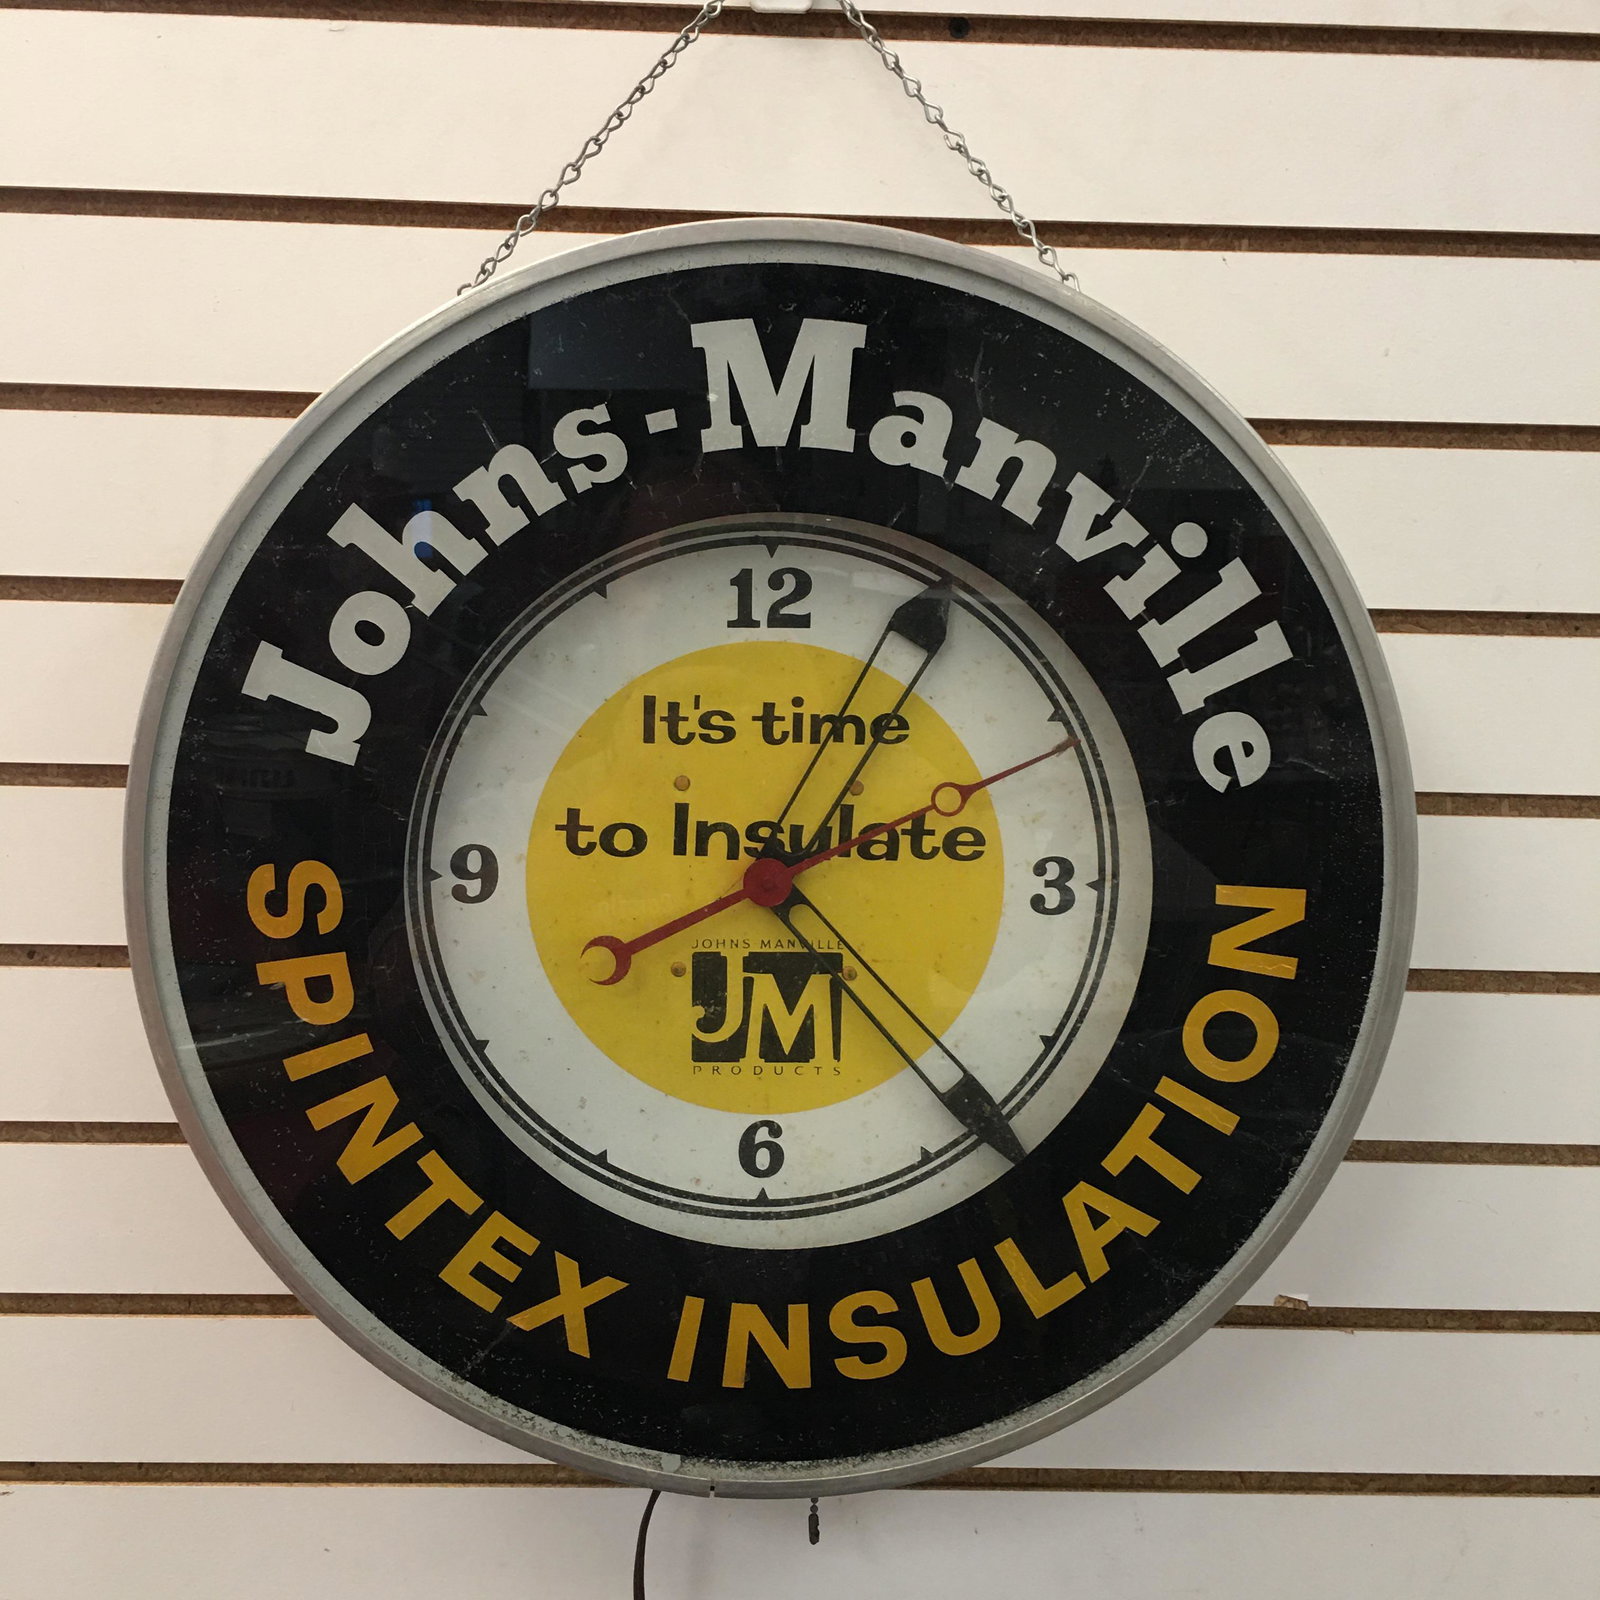 Johns-Manville
12
It's time
to Insulate
9
3
JOHNS-MANVILLE
JM
PRODUCTS
6
SPINTEX INSULATION